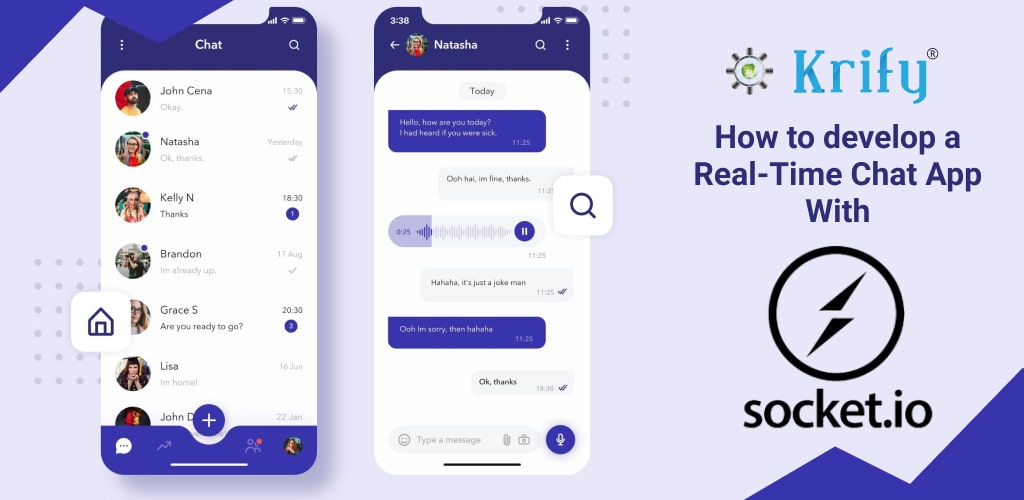 Chat
John Cena 15:30
Okay.
Natasha Yesterday
Ok, thanks.
Kelly N 18:30
Thanks 1
Brandon 17 Aug
Im already up.
Grace S 20:30
Are you ready to go? 3
Lisa 16 Jun
Im home!
John D 22 Jan
3:38
Natasha
Today
Hello, how are you today?
I had heard if you were sick.
11:25
Ooh hai, im fine, thanks.
11:25
0:25
11:25
Hahaha, it's just a joke man
11:25
Ooh Im sorry, then hahaha
11:25
Ok, thanks
18:30
Type a message
Krify®
How to develop a
Real-Time Chat App
With
socket.io